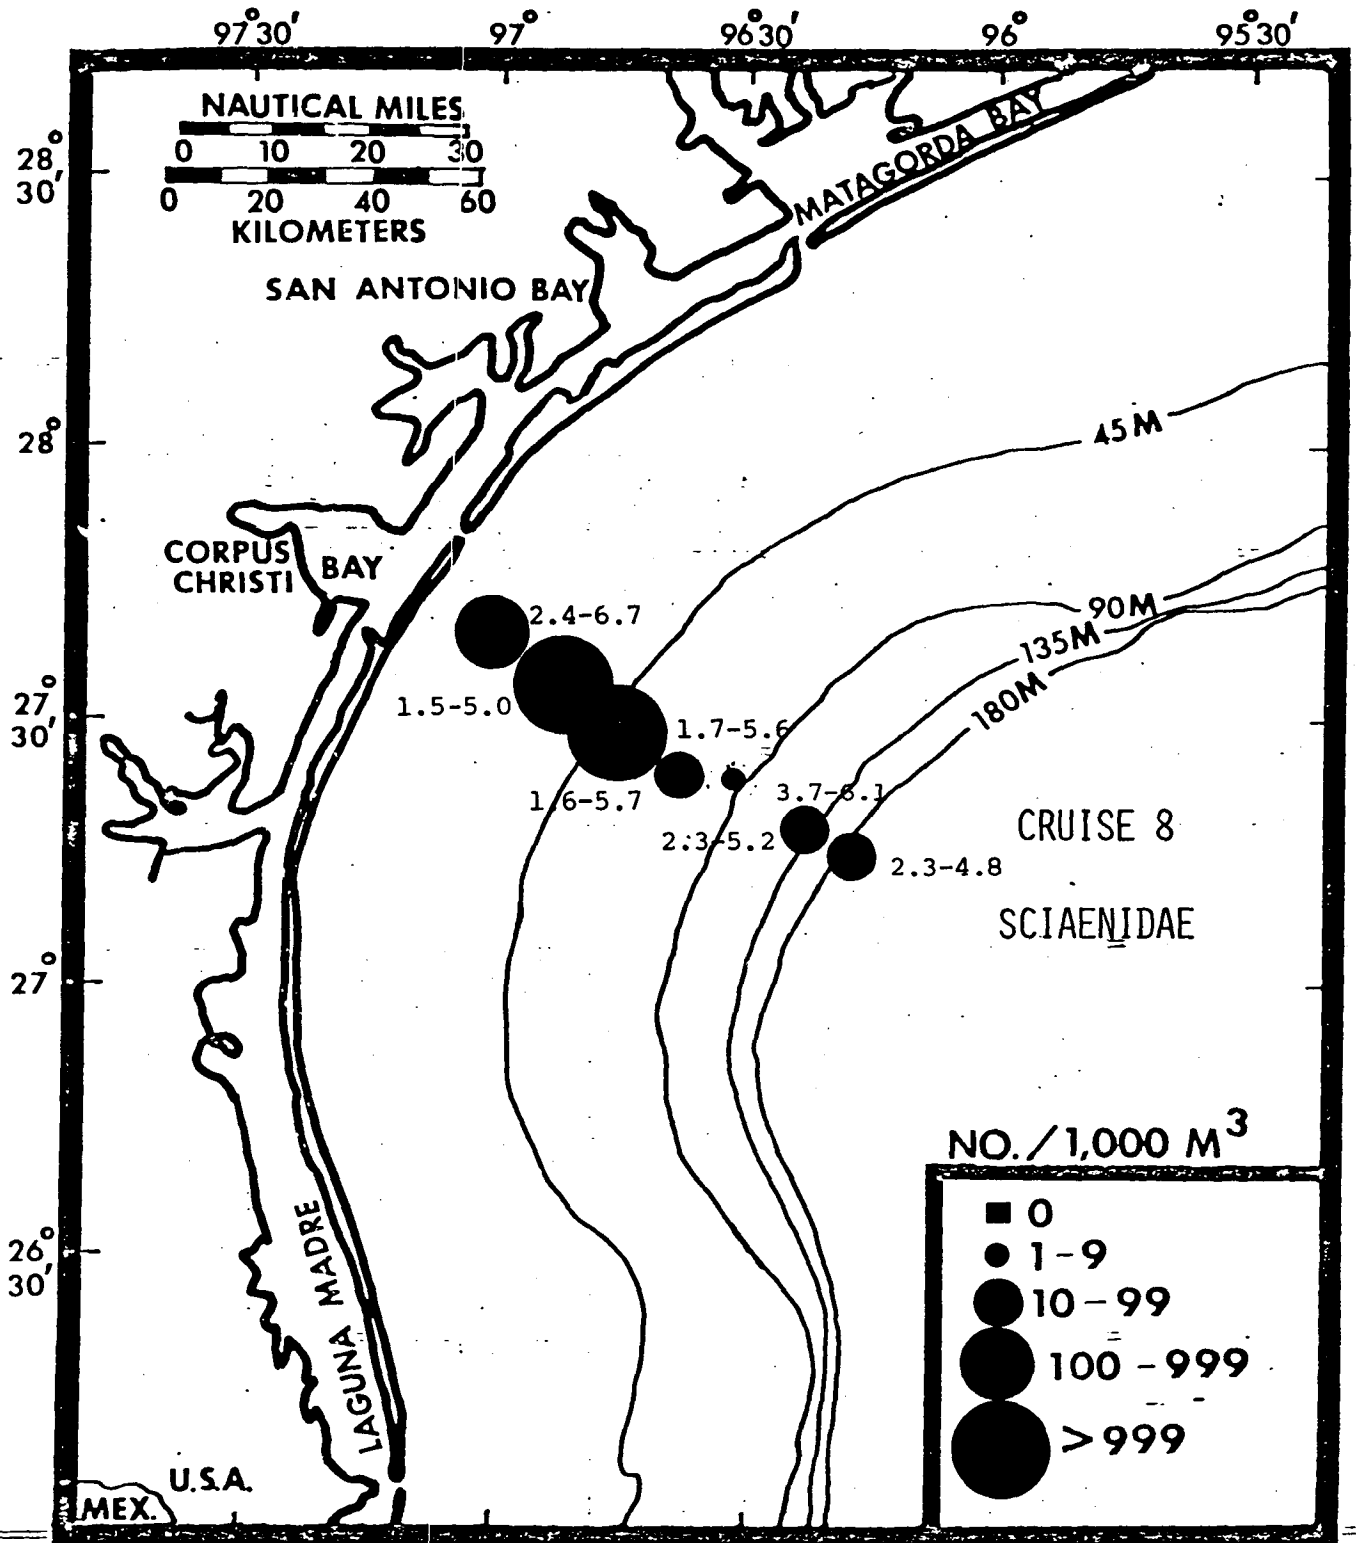 97°30′ 97° 96°30′ 96° 95°30′
NAUTICAL MILES
0 10 20 30
0 20 40 60
KILOMETERS
28°
30′
MATAGORDA BAY
SAN ANTONIO BAY
28°
45M
CORPUS
CHRISTI
BAY
90M
135M
180M
2.4-6.7
1.5-5.0
27°
30′
1.7-5.6
1.6-5.7
3.7-6.1
2.3-5.2
2.3-4.8
CRUISE 8
SCIAENIDAE
27°
NO./1,000 M³
0
1-9
10-99
100-999
>999
26°
30′
LAGUNA MADRE
U.S.A.
MEX.